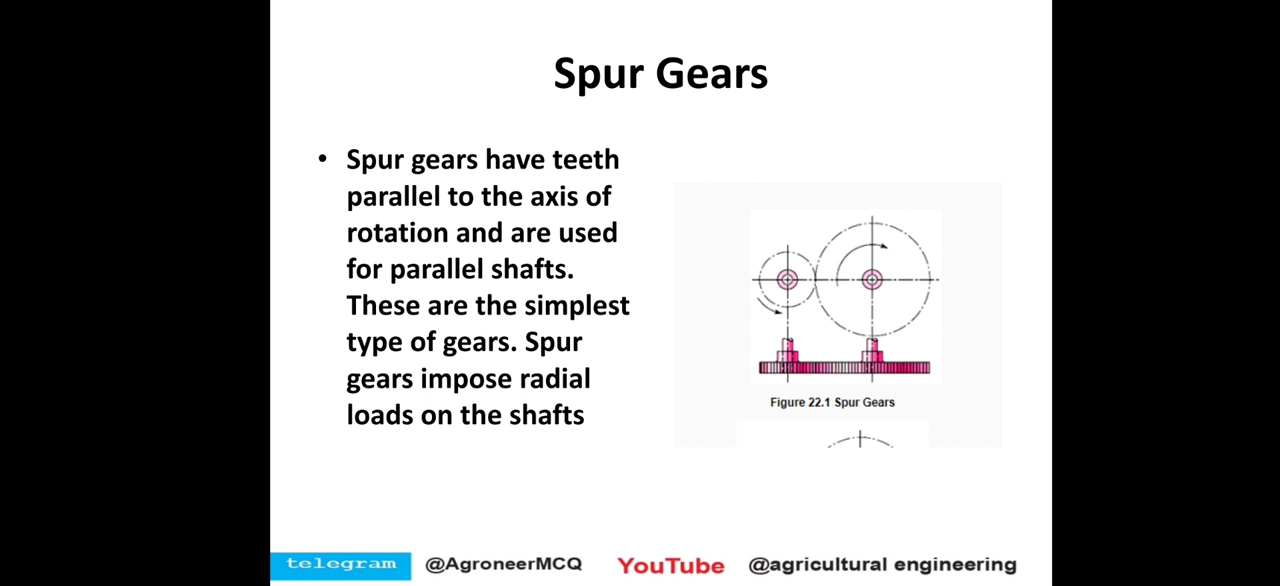 Spur Gears
• Spur gears have teeth
parallel to the axis of
rotation and are used
for parallel shafts.
These are the simplest
type of gears. Spur
gears impose radial
loads on the shafts
Figure 22.1 Spur Gears
telegram @AgroneerMCQ YouTube @agricultural engineering